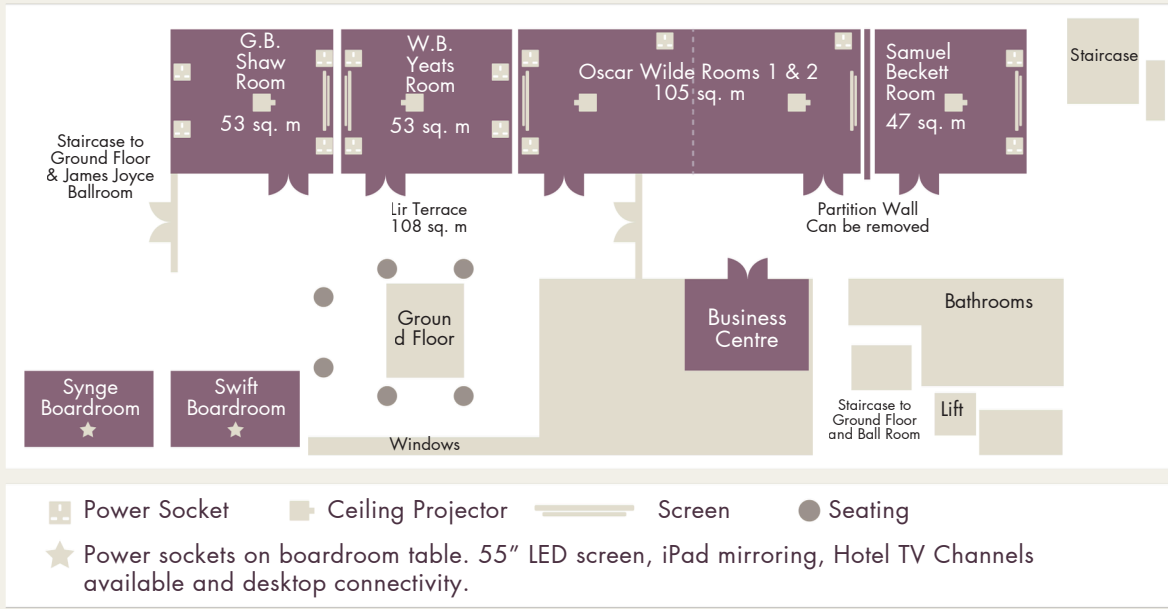 G.B.
Shaw
Room
53 sq. m
W.B.
Yeats
Room
53 sq. m
Oscar Wilde Rooms 1 & 2
105 sq. m
Samuel
Beckett
Room
47 sq. m
Staircase
Staircase to
Ground Floor
& James Joyce
Ballroom
Lir Terrace
108 sq. m
Partition Wall
Can be removed
Groun
d Floor
Business
Centre
Bathrooms
Synge
Boardroom
Swift
Boardroom
Windows
Staircase to
Ground Floor
and Ball Room
Lift
Power Socket
Ceiling Projector
Screen
Seating
Power sockets on boardroom table. 55” LED screen, iPad mirroring, Hotel TV Channels
available and desktop connectivity.